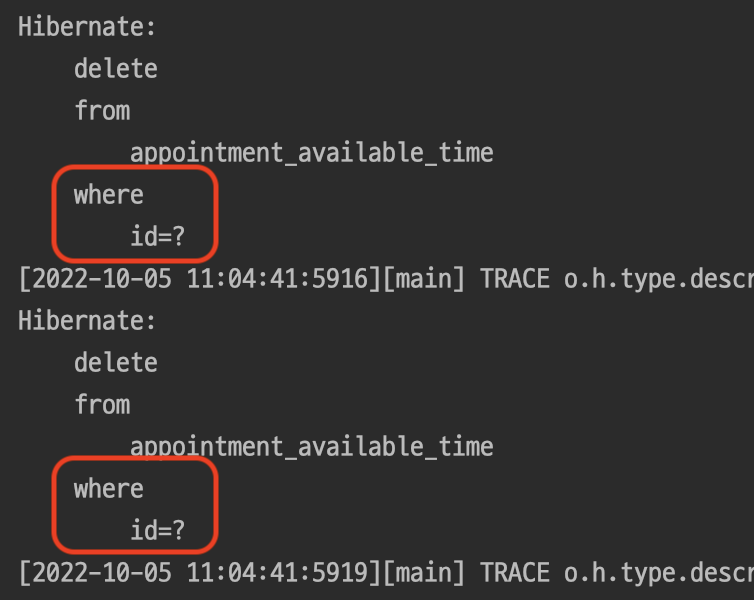 Hibernate:
    delete
    from
        appointment_available_time
    where
        id=?
[2022-10-05 11:04:41:5916][main] TRACE o.h.type.descr
Hibernate:
    delete
    from
        appointment_available_time
    where
        id=?
[2022-10-05 11:04:41:5919][main] TRACE o.h.type.descr